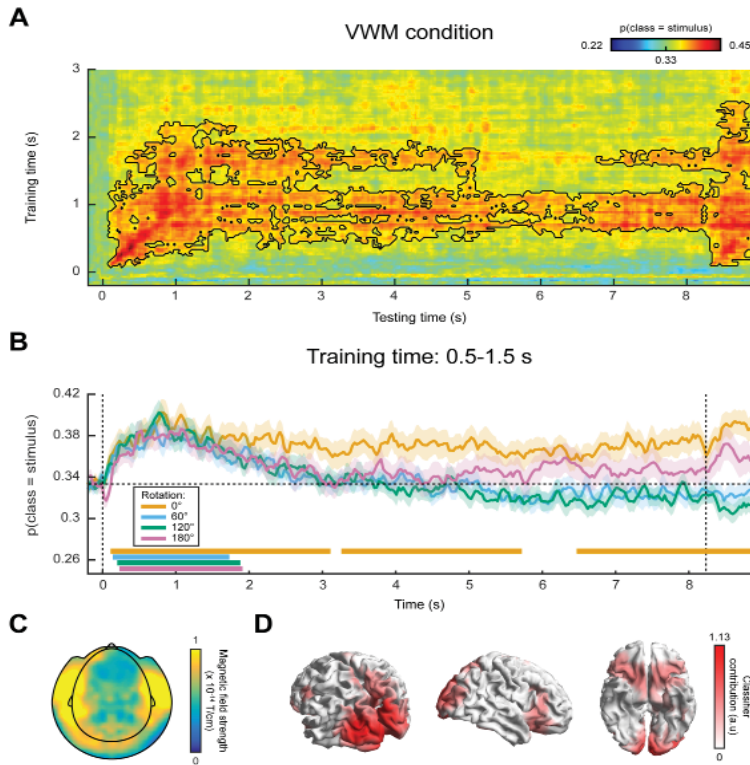 A
VWM condition
p(class = stimulus)
0.22
0.45
0.33
3
2
1
0
Training time (s)
0 1 2 3 4 5 6 7 8
Testing time (s)
B
Training time: 0.5-1.5 s
0.42
0.38
0.34
0.3
0.26
p(class = stimulus)
Rotation:
0°
60°
120°
180°
0 1 2 3 4 5 6 7 8
Time (s)
C
1
0
Magnetic field strength
(x 10⁻¹⁴ T/cm)
D
1.13
0
Classifier
contribution (a.u)